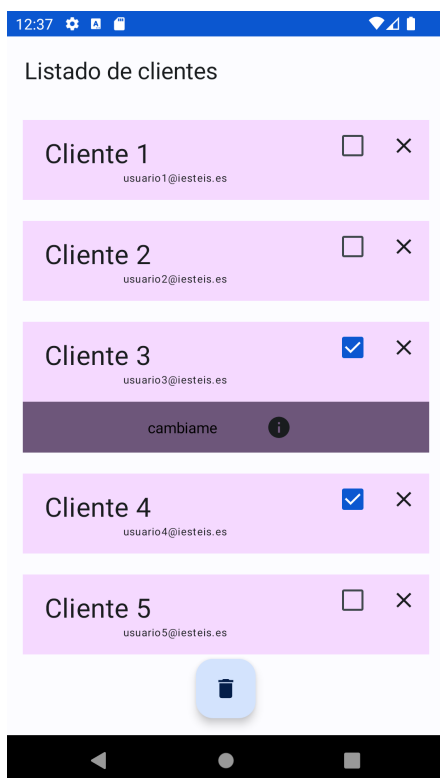 12:37
Listado de clientes
Cliente 1
usuario1@iesteis.es
Cliente 2
usuario2@iesteis.es
Cliente 3
usuario3@iesteis.es
cambiame
Cliente 4
usuario4@iesteis.es
Cliente 5
usuario5@iesteis.es